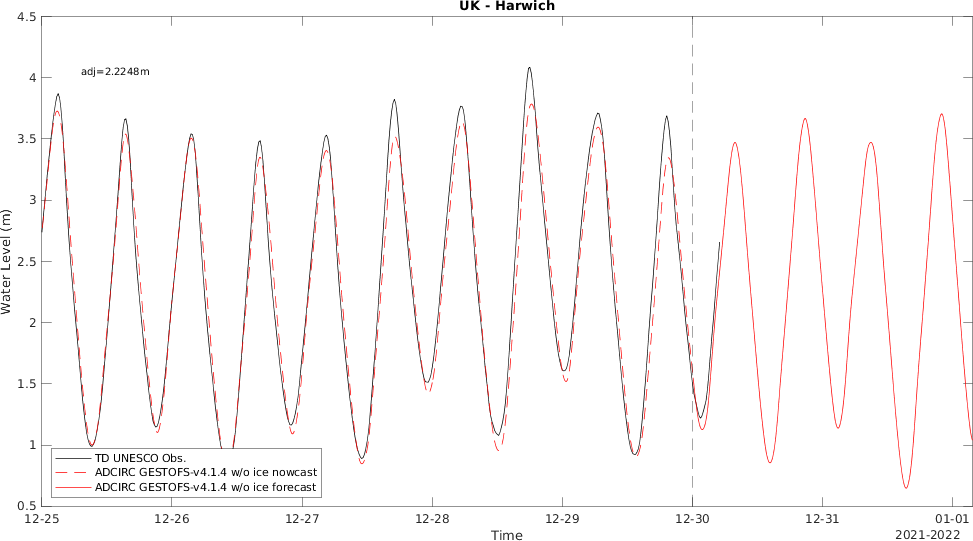 UK - Harwich
4.5
4
3.5
3
2.5
2
1.5
1
0.5
Water Level (m)
adj=2.2248m
TD UNESCO Obs.
ADCIRC GESTOFS-v4.1.4 w/o ice nowcast
ADCIRC GESTOFS-v4.1.4 w/o ice forecast
12-25 12-26 12-27 12-28 12-29 12-30 12-31 01-01
Time
2021-2022